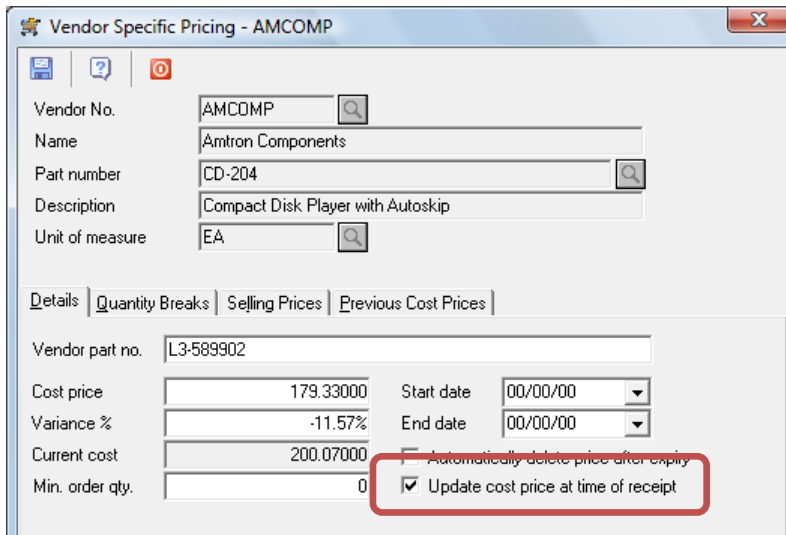 Vendor Specific Pricing - AMCOMP
Vendor No. AMCOMP
Name Amtron Components
Part number CD-204
Description Compact Disk Player with Autoskip
Unit of measure EA
Details Quantity Breaks Selling Prices Previous Cost Prices
Vendor part no. L3-589902
Cost price 179.33000 Start date 00/00/00
Variance % -11.57% End date 00/00/00
Current cost 200.07000 Automatically delete price after expiry
Min. order qty. 0 Update cost price at time of receipt